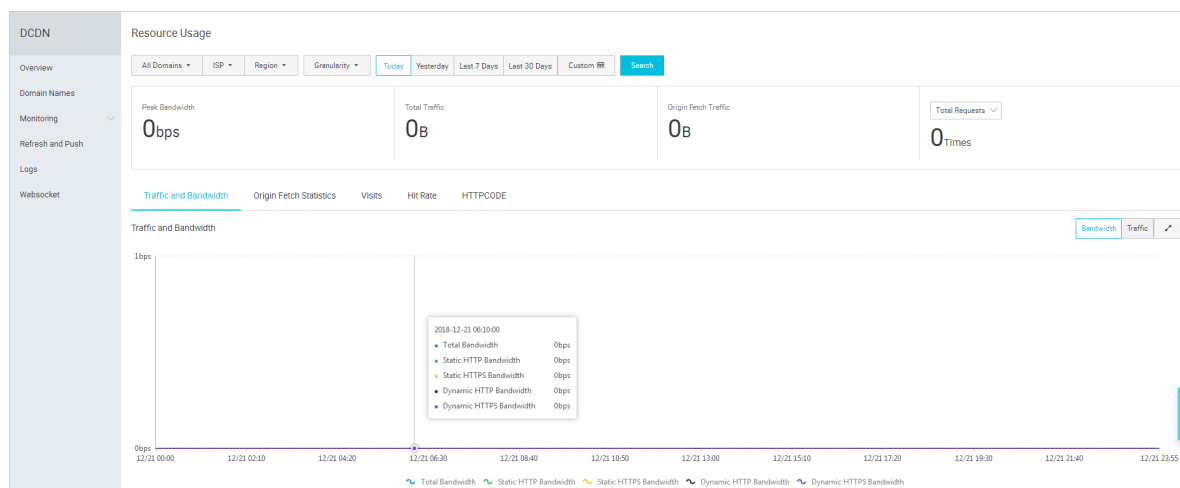 DCDN
Overview
Domain Names
Monitoring
Refresh and Push
Logs
Websocket
Resource Usage
All Domains ISP Region Granularity Today Yesterday Last 7 Days Last 30 Days Custom Search
Peak Bandwidth Total Traffic Origin Fetch Traffic Total Requests
0bps 0B 0B 0Times
Traffic and Bandwidth Origin Fetch Statistics Visits Hit Rate HTTPCODE
Traffic and Bandwidth Bandwidth Traffic
1bps
2018-12-21 06:10:00
Total Bandwidth 0bps
Static HTTP Bandwidth 0bps
Static HTTPS Bandwidth 0bps
Dynamic HTTP Bandwidth 0bps
Dynamic HTTPS Bandwidth 0bps
0bps
12/21 00:00 12/21 02:10 12/21 04:20 12/21 06:30 12/21 08:40 12/21 10:50 12/21 13:00 12/21 15:10 12/21 17:20 12/21 19:30 12/21 21:40 12/21 23:55
Total Bandwidth Static HTTP Bandwidth Static HTTPS Bandwidth Dynamic HTTP Bandwidth Dynamic HTTPS Bandwidth